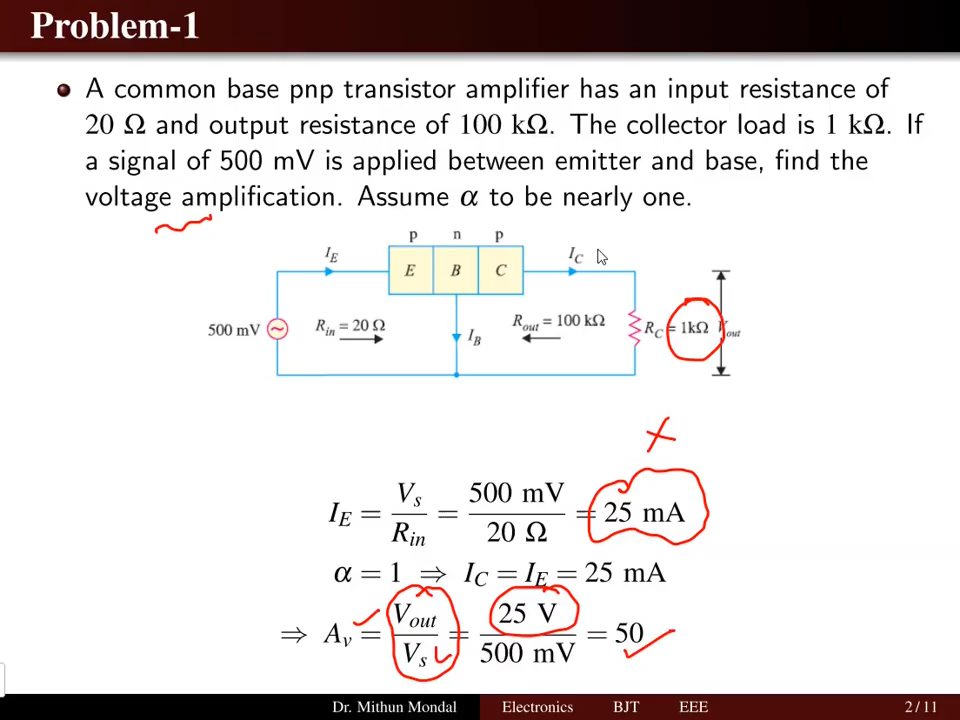 Problem-1
A common base pnp transistor amplifier has an input resistance of
20 Ω and output resistance of 100 kΩ. The collector load is 1 kΩ. If
a signal of 500 mV is applied between emitter and base, find the
voltage amplification. Assume α to be nearly one.
p n p
I_E E B C I_C
500 mV R_in = 20 Ω I_B R_out = 100 kΩ R_C = 1kΩ V_out
I_E = V_s / R_in = 500 mV / 20 Ω = 25 mA
α = 1 ⇒ I_C = I_E = 25 mA
⇒ A_v = V_out / V_s = 25 V / 500 mV = 50
Dr. Mithun Mondal Electronics BJT EEE 2 / 11